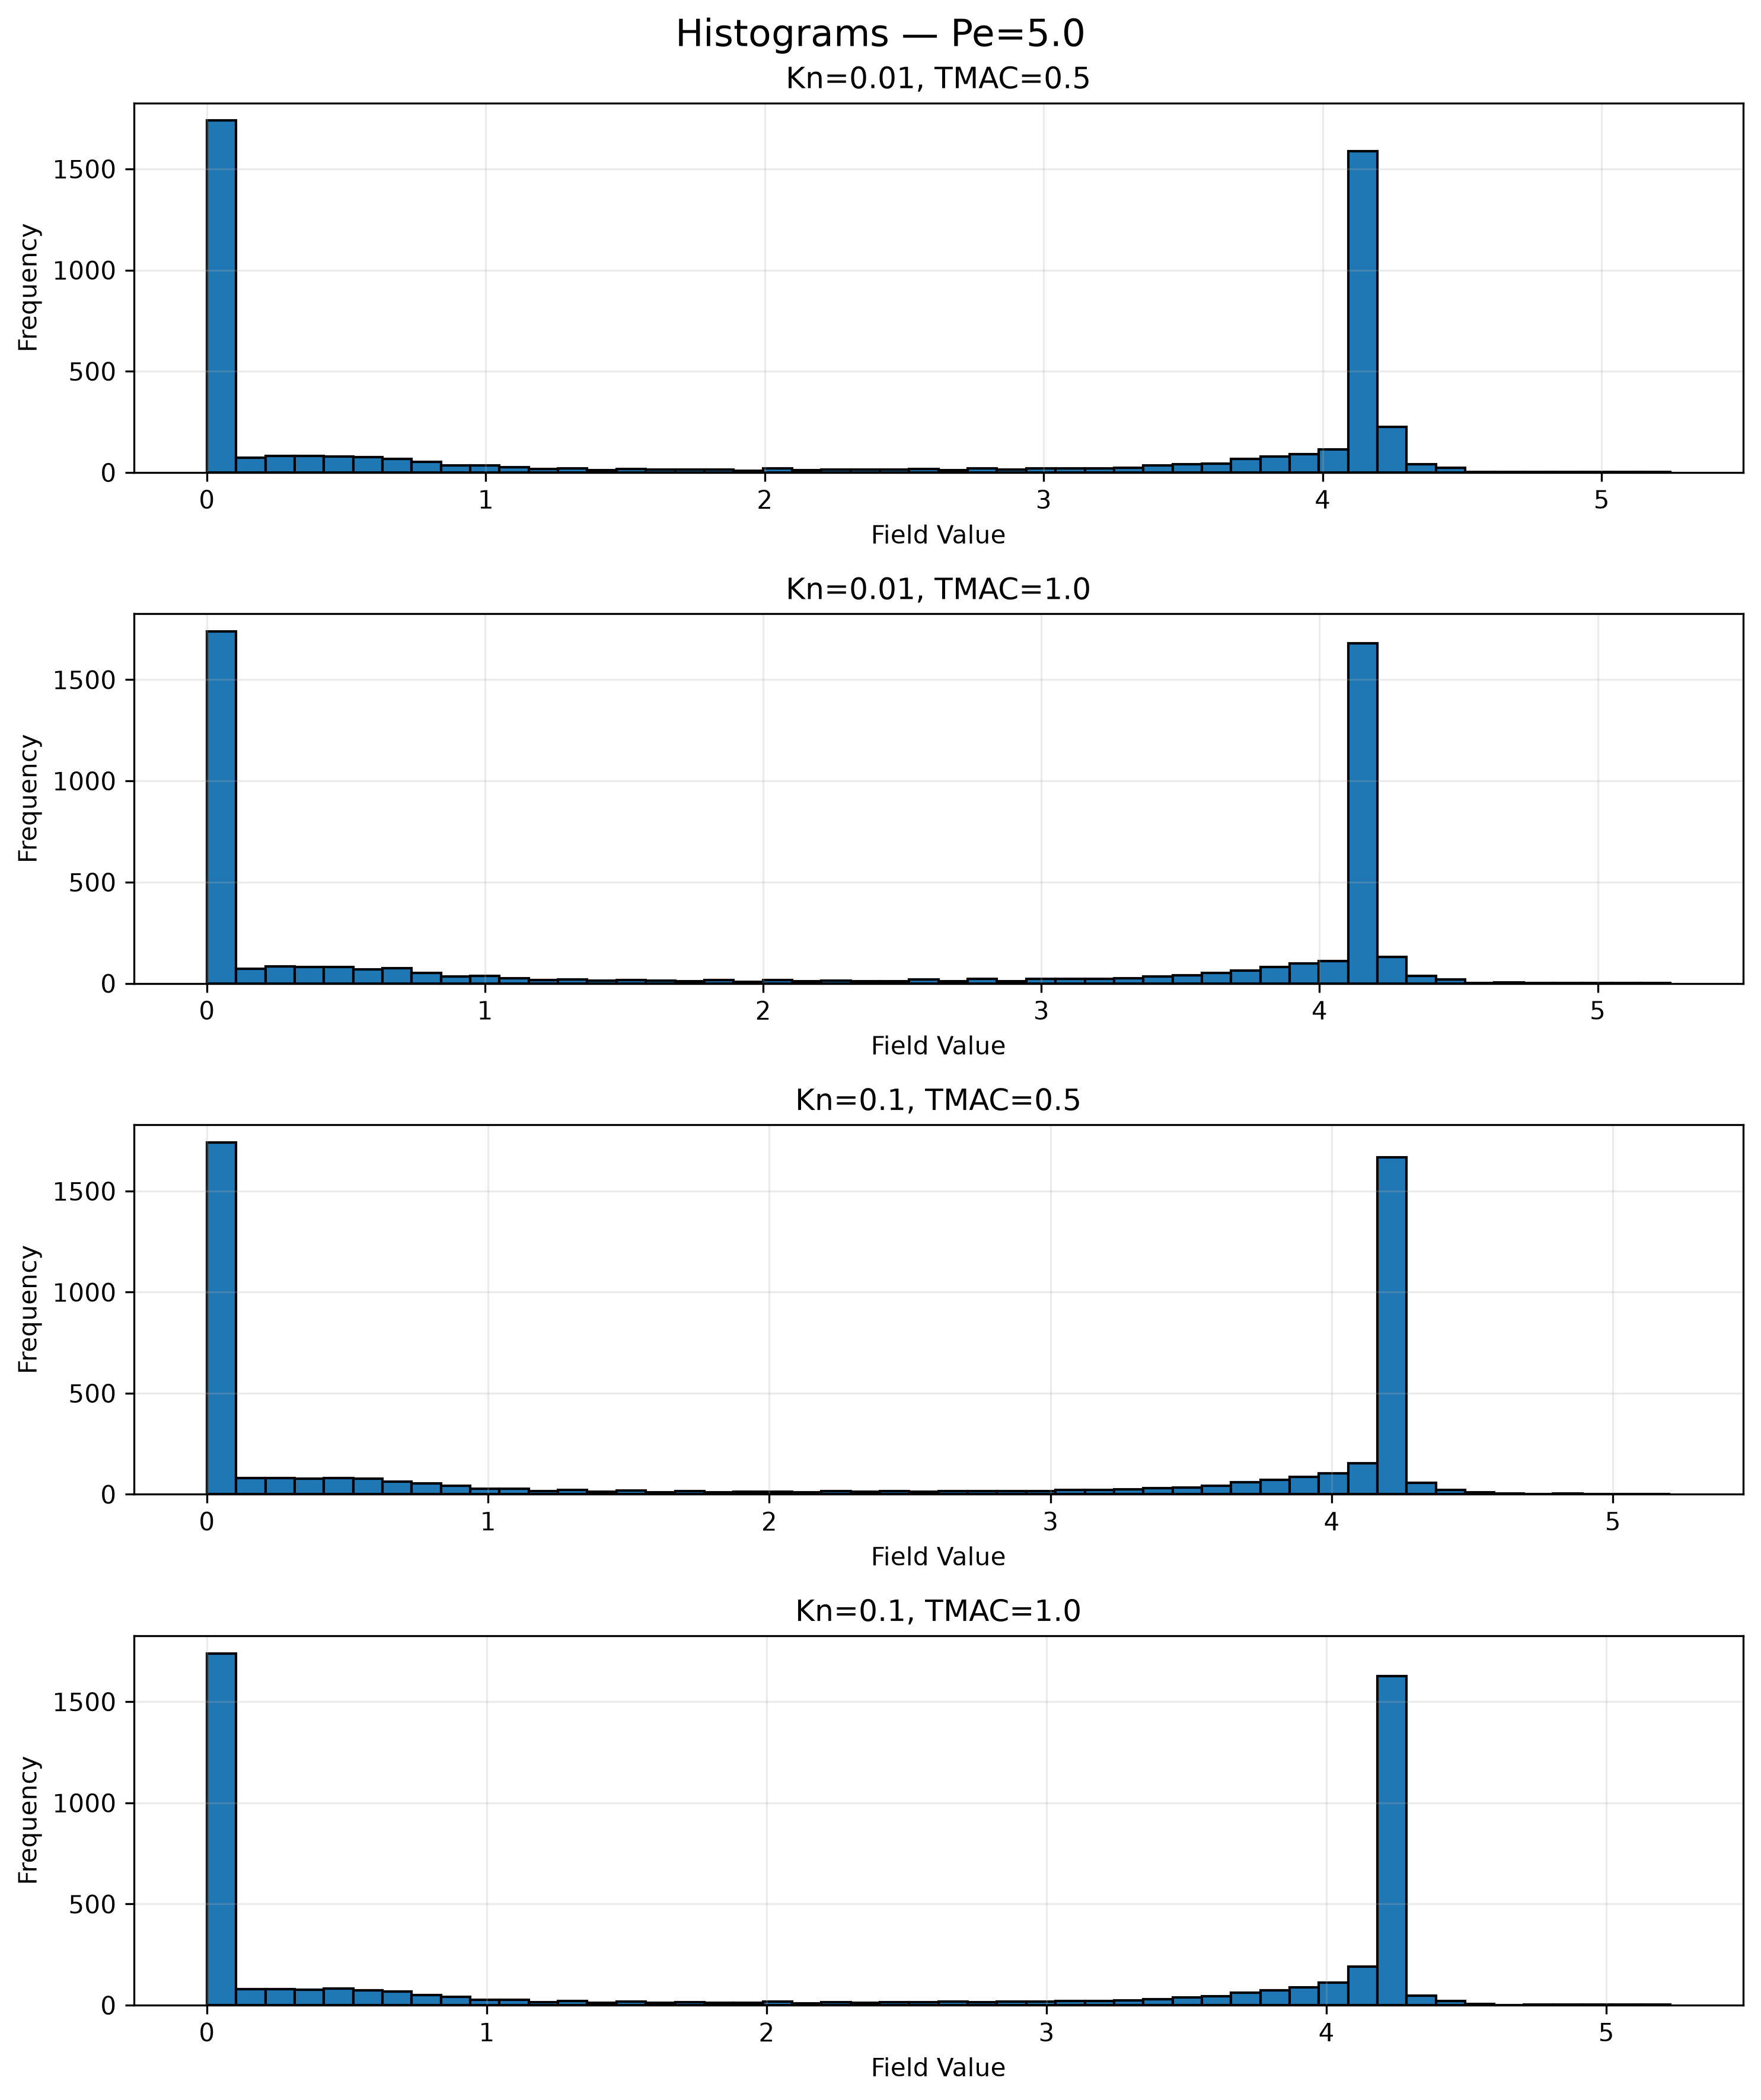 Histograms — Pe=5.0
Kn=0.01, TMAC=0.5
1500
1000
500
0
Frequency
0 1 2 3 4 5
Field Value
Kn=0.01, TMAC=1.0
1500
1000
500
0
Frequency
0 1 2 3 4 5
Field Value
Kn=0.1, TMAC=0.5
1500
1000
500
0
Frequency
0 1 2 3 4 5
Field Value
Kn=0.1, TMAC=1.0
1500
1000
500
0
Frequency
0 1 2 3 4 5
Field Value